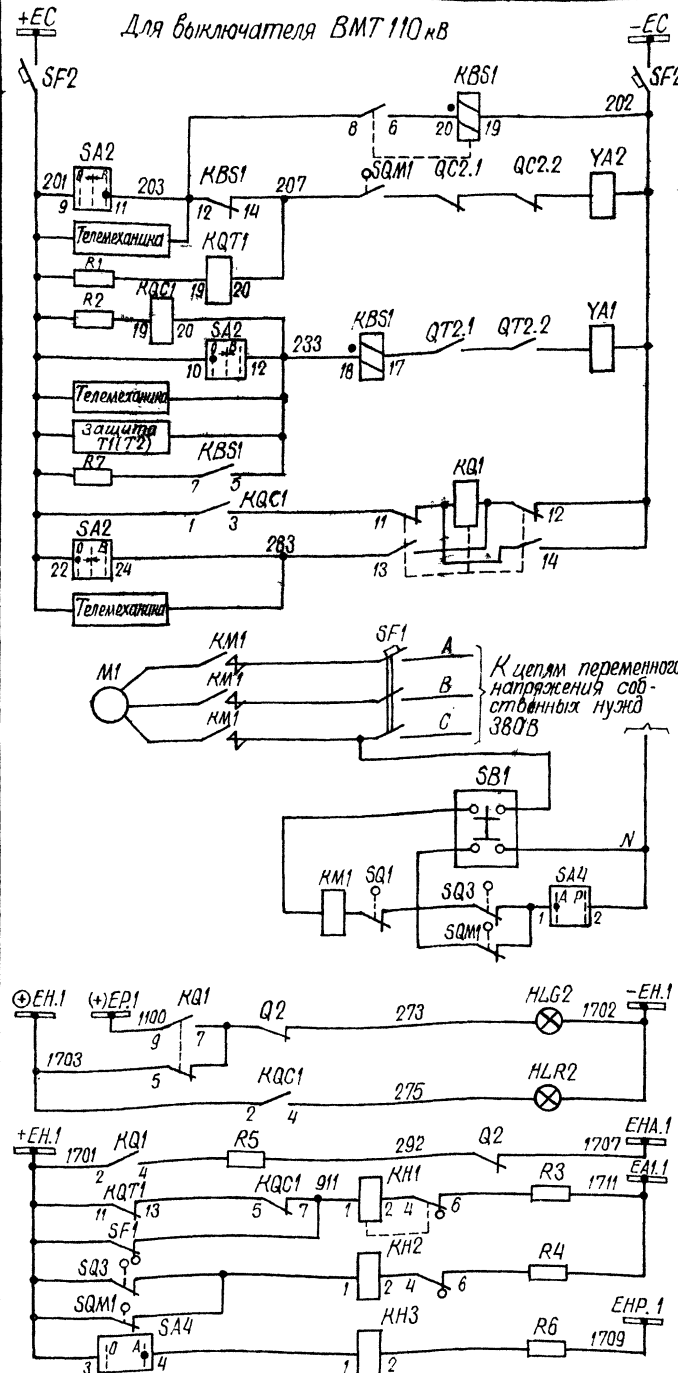 +EC
Для выключателя ВМТ 110 кВ
-EC
SF2
SF2
KBS1
202
8 6
20 19
SA2
201 203 KBS1 207 SQM1 QC2.1 QC2.2 YA2
9 11
12 14
Телемеханика
R1 KQT1
19 20
R2 KQC1
19 20
SA2
10 12
233 KBS1 QT2.1 QT2.2 YA1
18 17
Телемеханика
Защита
Т1(Т2)
R7 KBS1
7 5
KQC1
1 3
KQ1
11 12
SA2
22 24
263
13 14
Телемеханика
M1 KM1 SF1 A
KM1 B
KM1 C
К цепям переменного
напряжения соб-
ственных нужд
380 В
SB1
N
KM1 SQ1 SQ3 SA4
А Р
1 2
SQM1
⊕EH.1 (+)EP.1 KQ1 -EH.1
1100 Q2 273 HLG2 1702
9 7
1703
5
KQC1 275 HLR2
2 4
+EH.1
1701 KQ1 R5 292 Q2 1707 EHA.1
2 4
EA1.1
KQT1 KQC1 911 KH1 R3 1711
11 13 5 7 1 2 4 6
SF1
SQ3 KH2 R4
1 2 4 6
SQM1
SA4 KH3 R6 EHP.1
О А
1709
3 4 1 2